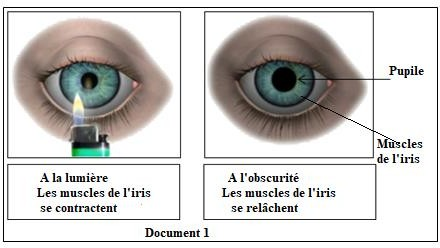 Pupile
Muscles
de l'iris
A la lumière
Les muscles de l'iris
se contractent
A l'obscurité
Les muscles de l'iris
se relâchent
Document 1